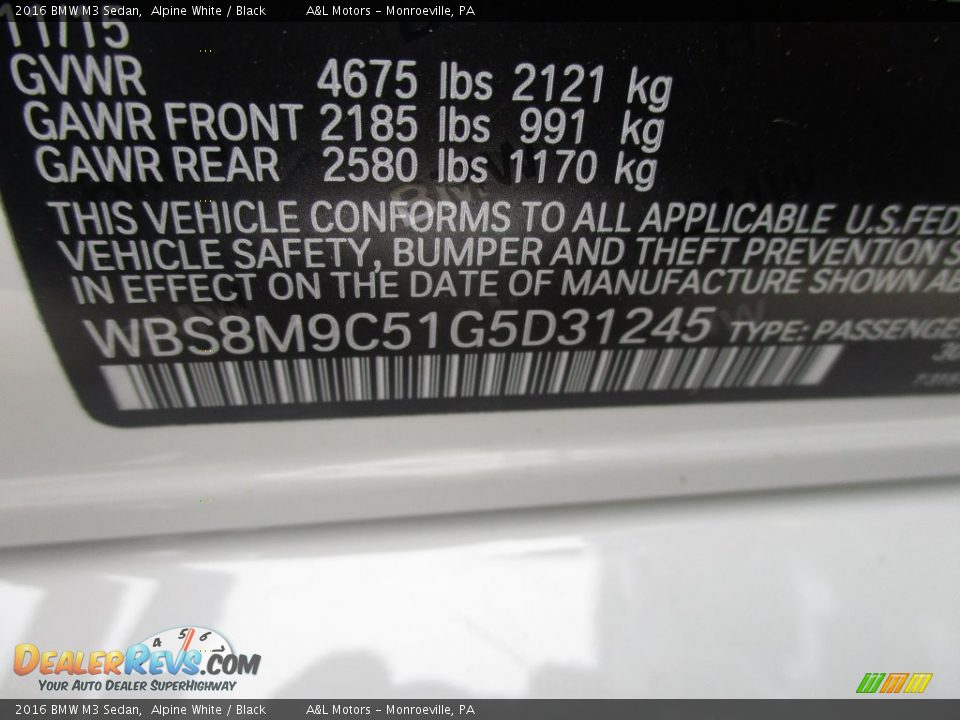 2016 BMW M3 Sedan, Alpine White / Black A&L Motors - Monroeville, PA
11/15
GVWR 4675 lbs 2121 kg
GAWR FRONT 2185 lbs 991 kg
GAWR REAR 2580 lbs 1170 kg
THIS VEHICLE CONFORMS TO ALL APPLICABLE U.S.FED
VEHICLE SAFETY, BUMPER AND THEFT PREVENTION S
IN EFFECT ON THE DATE OF MANUFACTURE SHOWN AB
WBS8M9C51G5D31245 TYPE: PASSENGE
4 5 6
DEALERREVS.COM
YOUR AUTO DEALER SUPERHIGHWAY
2016 BMW M3 Sedan, Alpine White / Black A&L Motors - Monroeville, PA